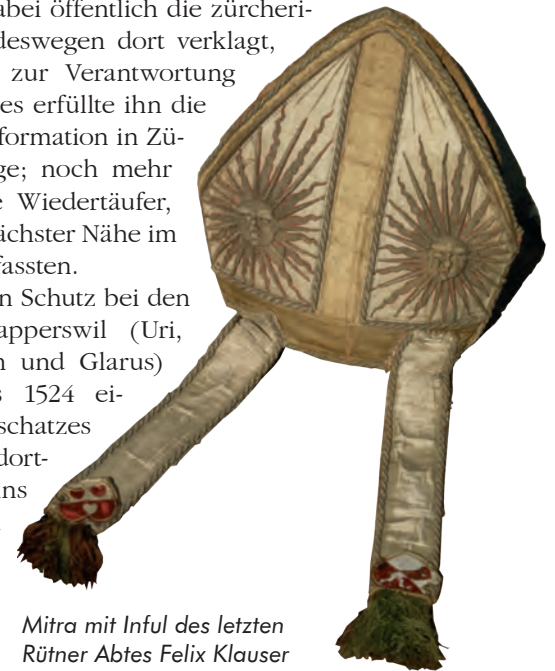 abei öffentlich die zürcheri-
deswegen dort verklagt,
zur Verantwortung
es erfüllte ihn die
formation in Zü-
ge; noch mehr
e Wiedertäufer,
ächster Nähe im
fassten.
n Schutz bei den
apperswil (Uri,
n und Glarus)
s 1524 ei-
schatzes
dort-
ns
Mitra mit Inful des letzten
Rütner Abtes Felix Klauser